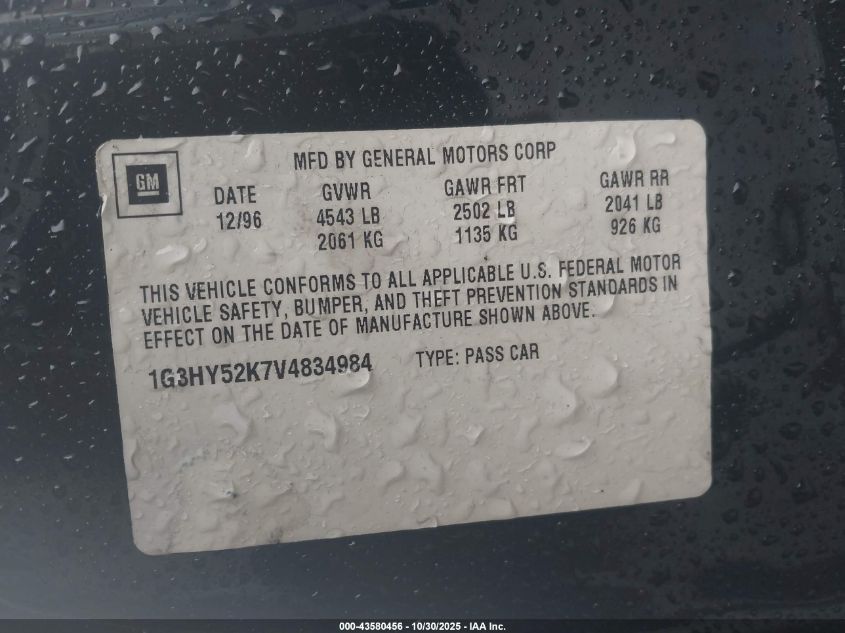 GM
MFD BY GENERAL MOTORS CORP
DATE GVWR GAWR FRT GAWR RR
12/96 4543 LB 2502 LB 2041 LB
2061 KG 1135 KG 926 KG
THIS VEHICLE CONFORMS TO ALL APPLICABLE U.S. FEDERAL MOTOR
VEHICLE SAFETY, BUMPER, AND THEFT PREVENTION STANDARDS IN
EFFECT ON THE DATE OF MANUFACTURE SHOWN ABOVE.
1G3HY52K7V4834984 TYPE: PASS CAR
000-43580456 - 10/30/2025 - IAA Inc.